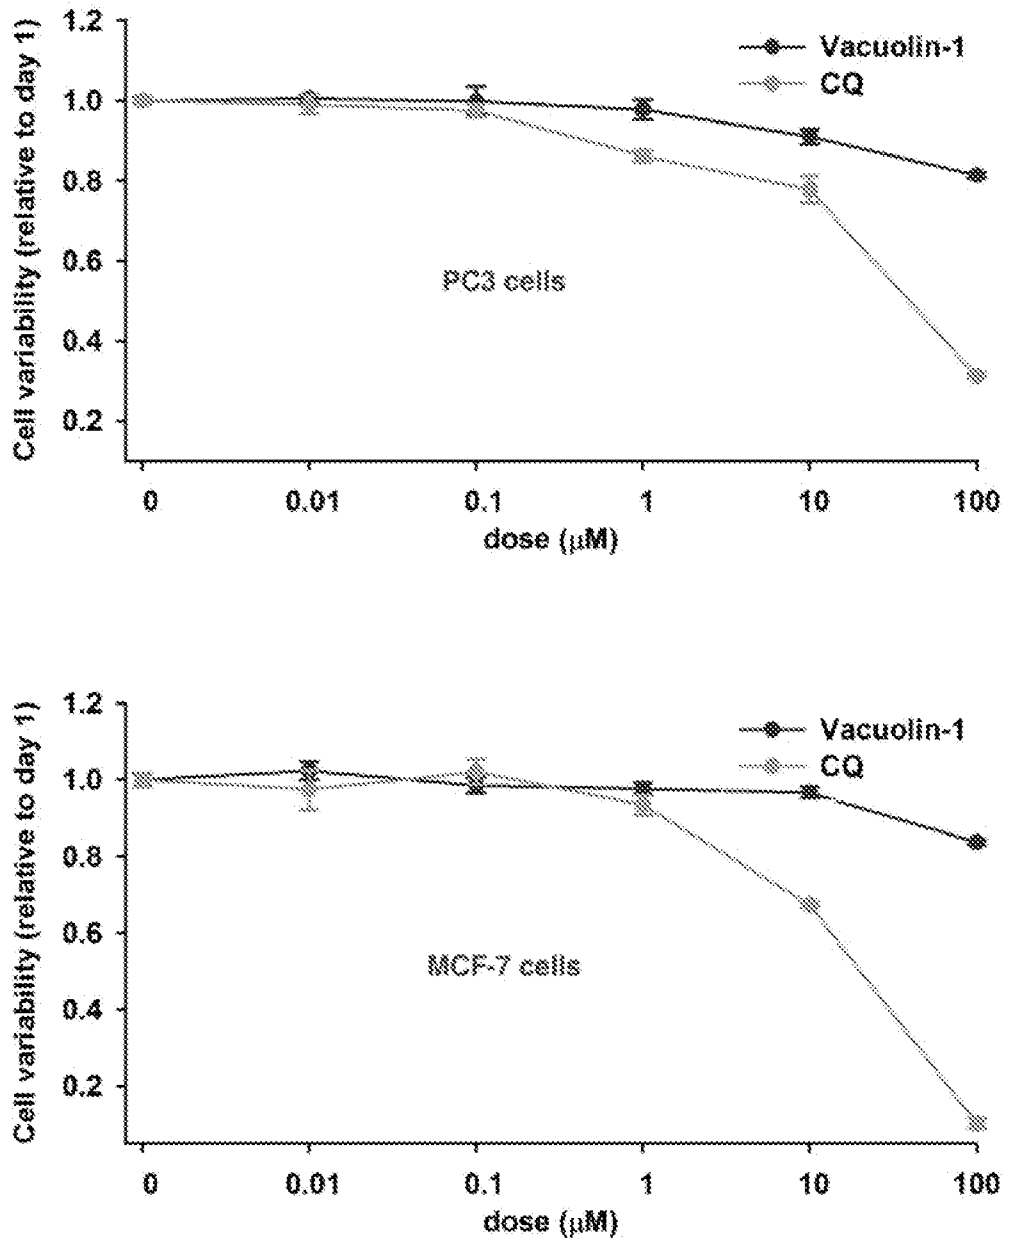 Cell variability (relative to day 1)
1.2
1.0
0.8
0.6
0.4
0.2
Vacuolin-1
CQ
PC3 cells
0 0.01 0.1 1 10 100
dose (μM)
Cell variability (relative to day 1)
1.2
1.0
0.8
0.6
0.4
0.2
Vacuolin-1
CQ
MCF-7 cells
0 0.01 0.1 1 10 100
dose (μM)